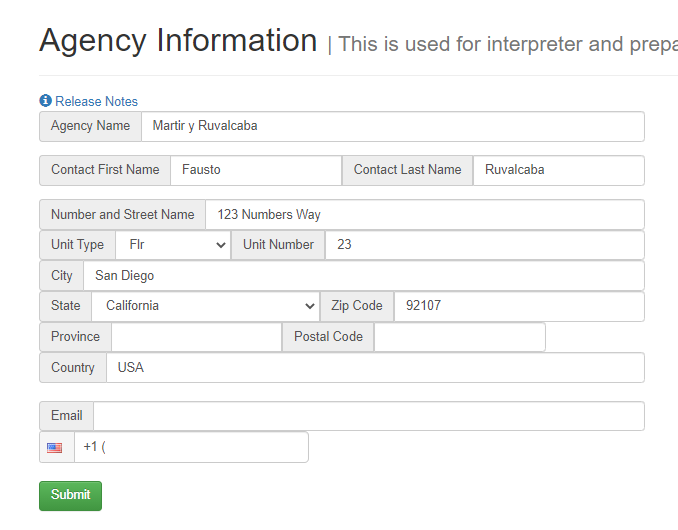 Agency Information | This is used for interpreter and prepa
Release Notes
Agency Name Martir y Ruvalcaba
Contact First Name Fausto Contact Last Name Ruvalcaba
Number and Street Name 123 Numbers Way
Unit Type Flr Unit Number 23
City San Diego
State California Zip Code 92107
Province Postal Code
Country USA
Email
+1 (
Submit